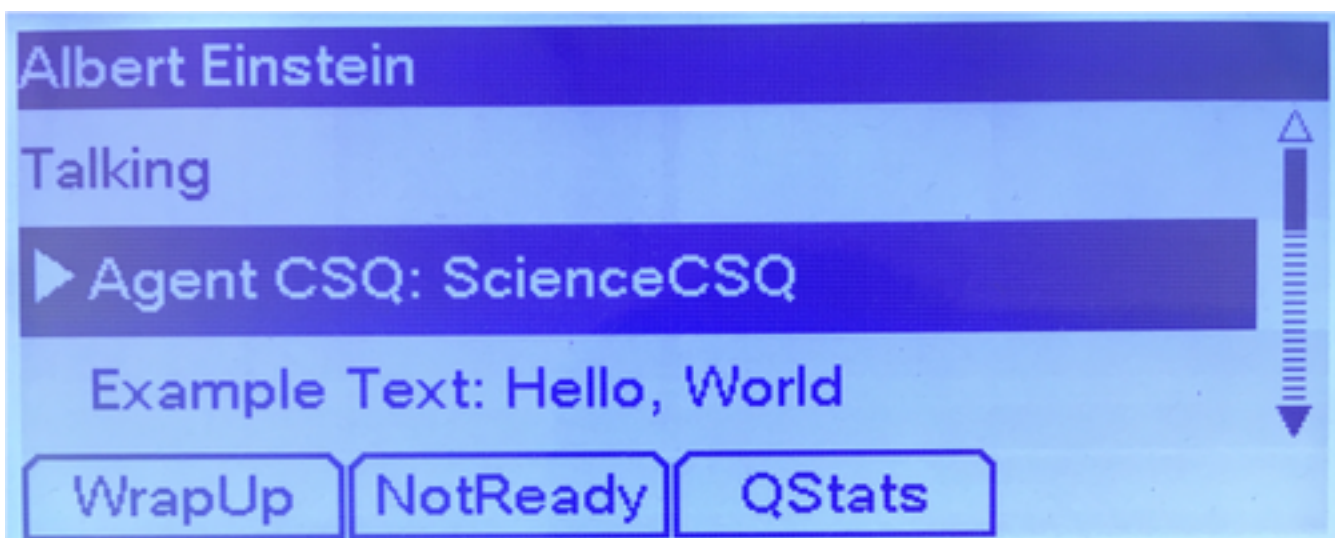 Albert Einstein
Talking
Agent CSQ: ScienceCSQ
Example Text: Hello, World
WrapUp NotReady QStats